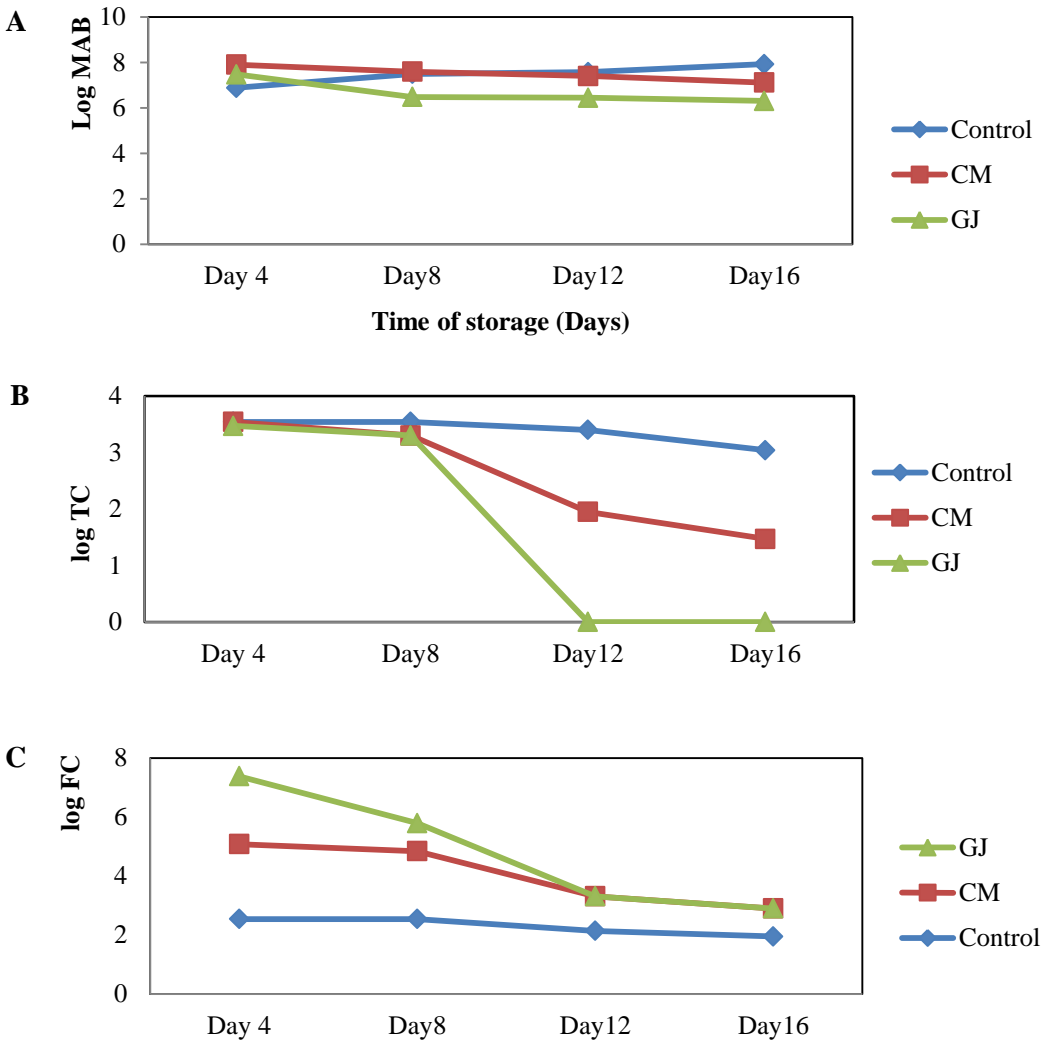 A
Log MAB
10
8
6
4
2
0
Day 4 Day8 Day12 Day16
Time of storage (Days)
Control
CM
GJ
B
log TC
4
3
2
1
0
Day 4 Day8 Day12 Day16
Control
CM
GJ
C
log FC
8
6
4
2
0
Day 4 Day8 Day12 Day16
GJ
CM
Control